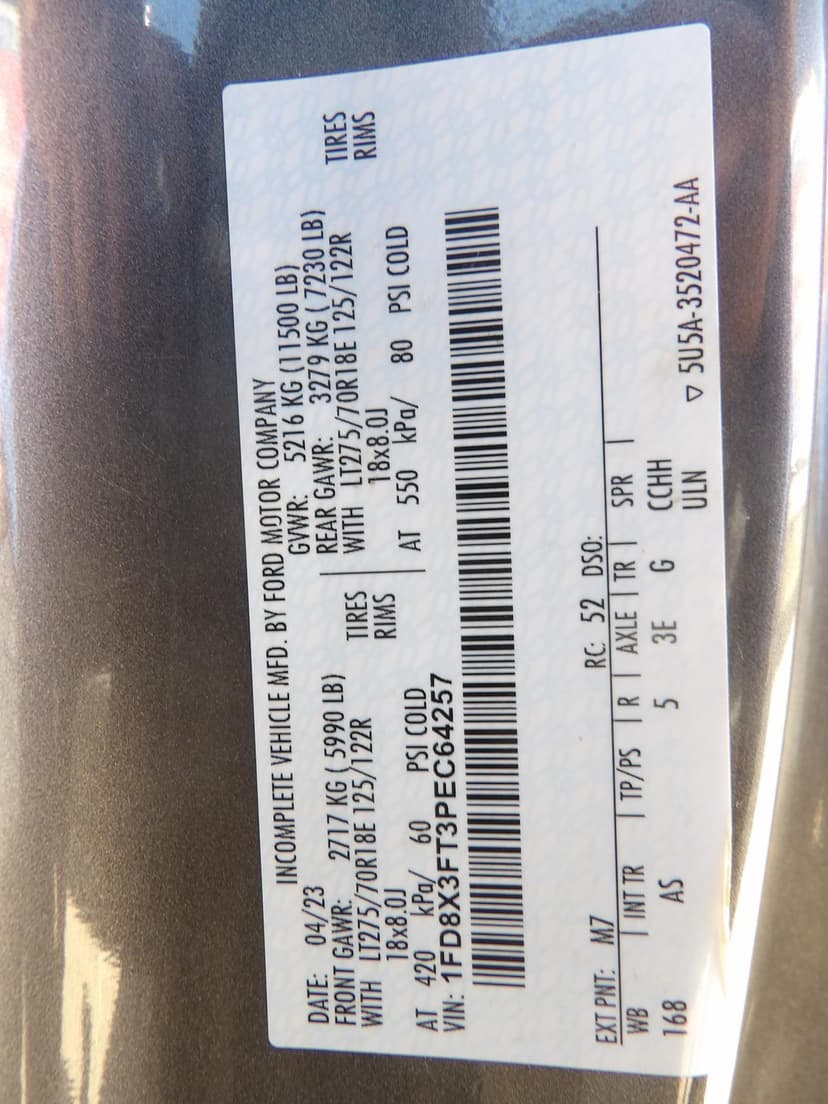 INCOMPLETE VEHICLE MFD. BY FORD MOTOR COMPANY
DATE: 04/23 GVWR: 5216 KG (11500 LB)
FRONT GAWR: 2717 KG ( 5990 LB) REAR GAWR: 3279 KG ( 7230 LB)
WITH LT275/70R18E 125/122R TIRES WITH LT275/70R18E 125/122R TIRES
18x8.0J RIMS 18x8.0J RIMS
AT 420 kPa/ 60 PSI COLD AT 550 kPa/ 80 PSI COLD
VIN: 1FD8X3FT3PEC64257
EXT PNT: M7 RC: 52 DSO:
WB | INT TR | TP/PS | R | AXLE | TR | SPR |
168 AS 5 3E G CCHH
ULN ▽ 5U5A-3520472-AA